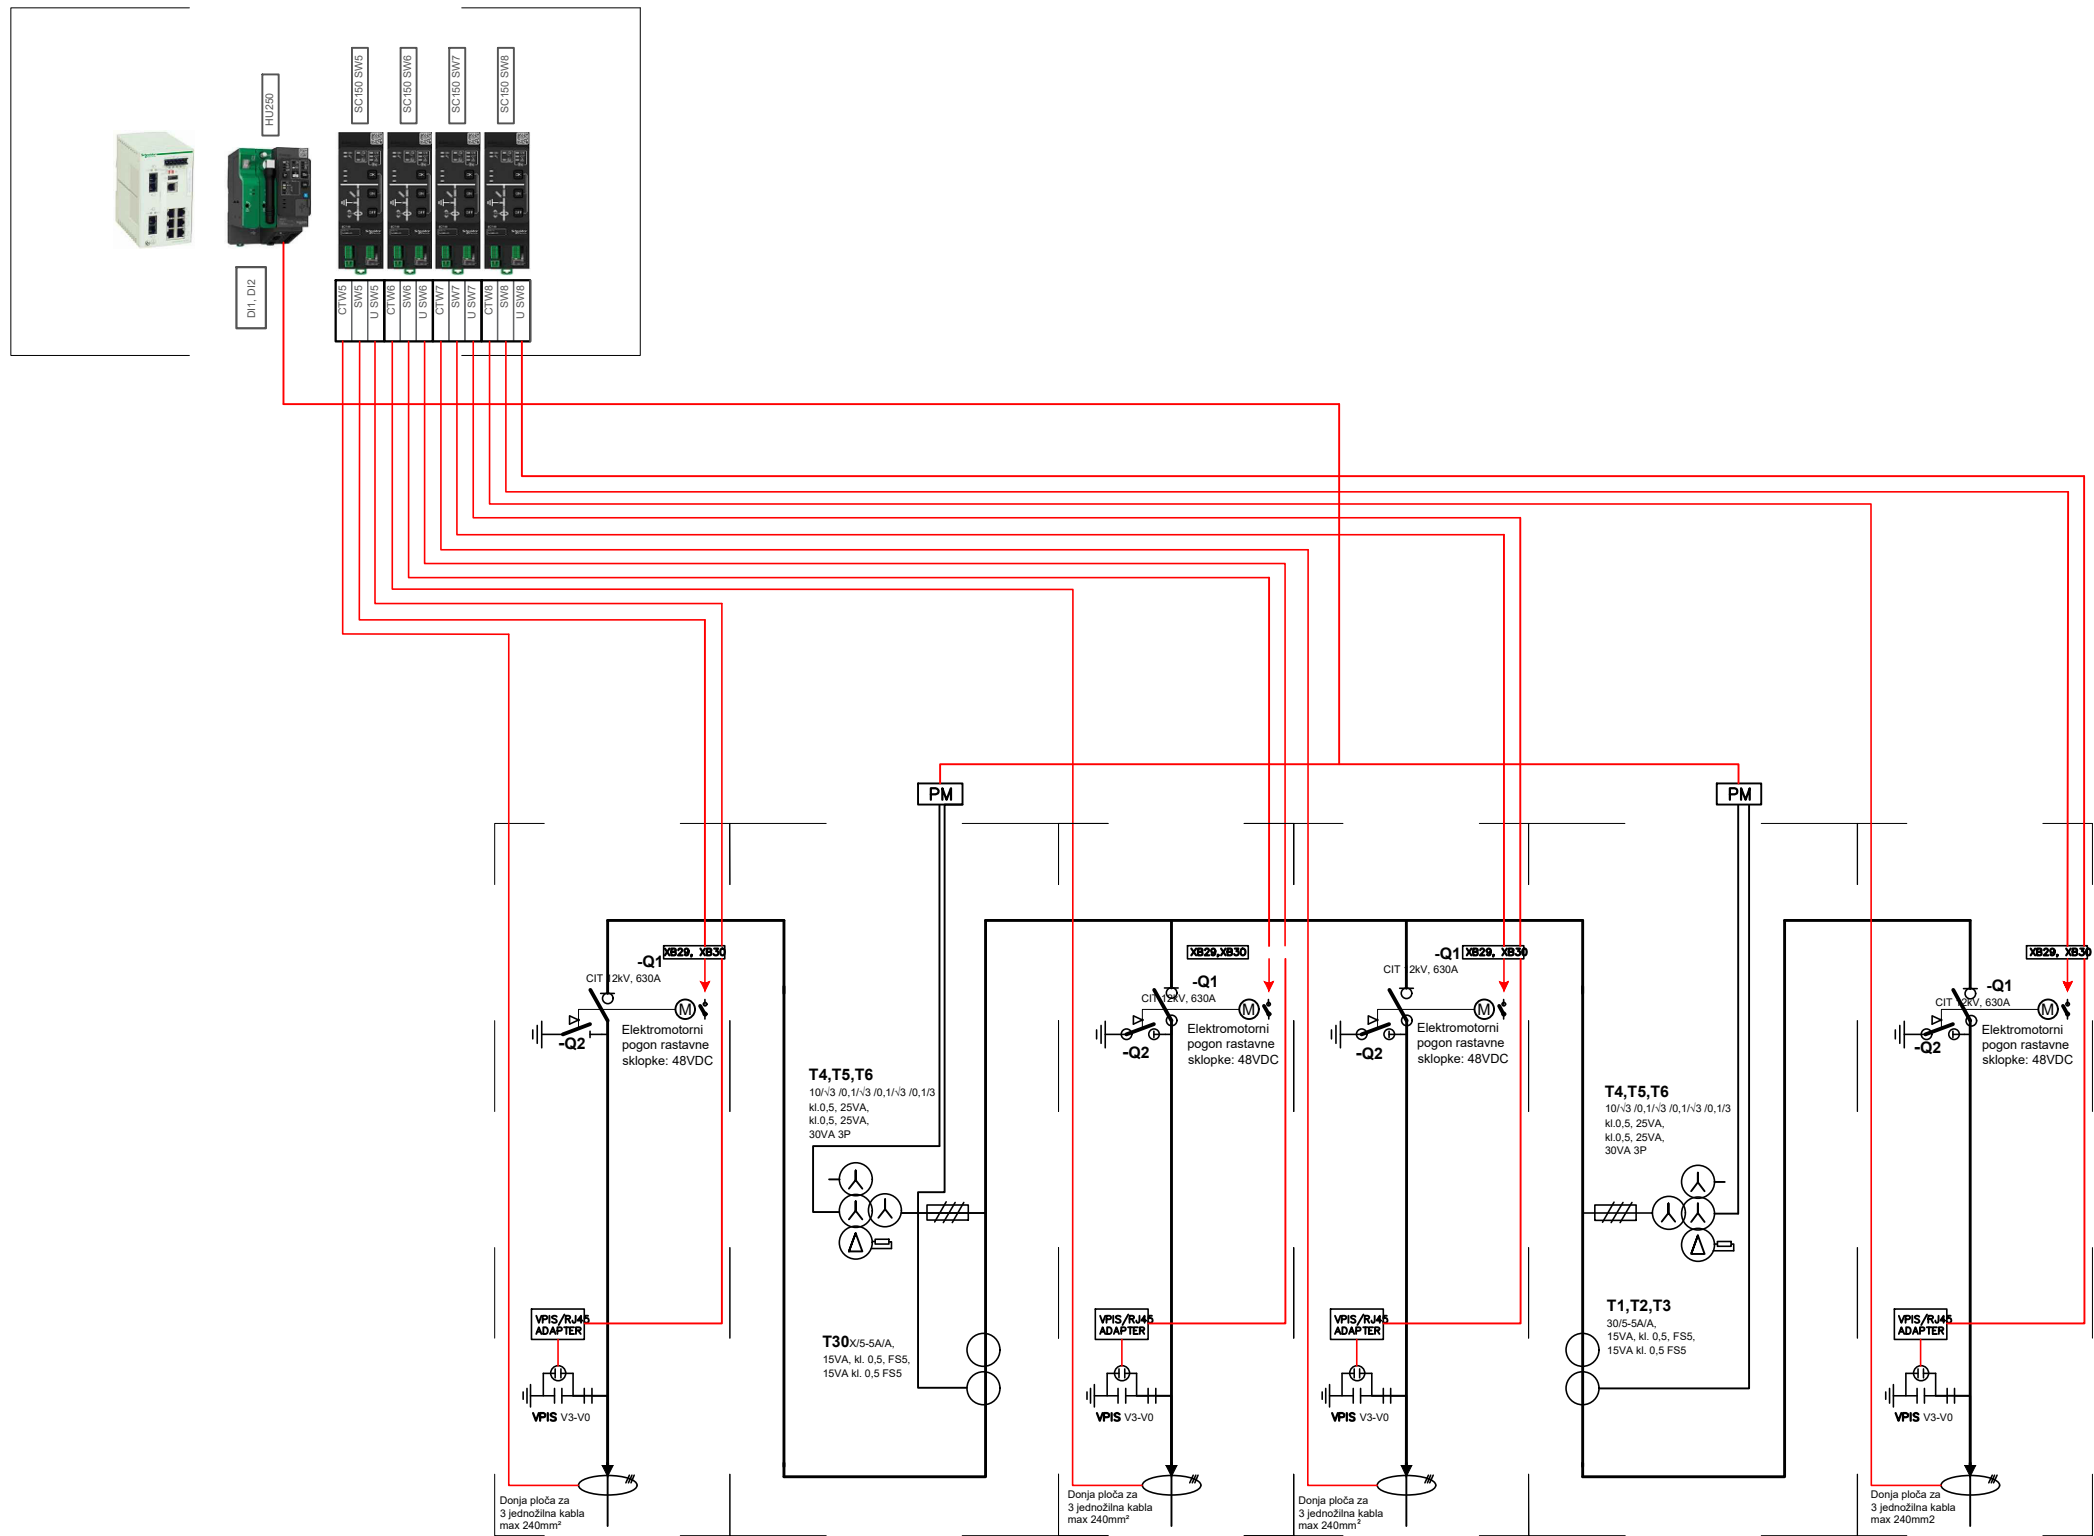 HU250
SC150 SW5
SC150 SW6
SC150 SW7
SC150 SW8
DI1, DI2
CTW5
SW5
U SW5
CTW6
SW6
U SW6
CTW7
SW7
U SW7
CTW8
SW8
U SW8
PM
PM
XB29, XB30
-Q1
CIT 12kV, 630A
M
Elektromotorni
pogon rastavne
sklopke: 48VDC
-Q2
XB29,XB30
-Q1
CIT 12kV, 630A
M
Elektromotorni
pogon rastavne
sklopke: 48VDC
-Q2
XB29, XB30
-Q1
CIT 12kV, 630A
M
Elektromotorni
pogon rastavne
sklopke: 48VDC
-Q2
XB29, XB30
-Q1
CIT 12kV, 630A
M
Elektromotorni
pogon rastavne
sklopke: 48VDC
-Q2
T4,T5,T6
10/√3 /0,1/√3 /0,1/√3 /0,1/3
kl.0,5, 25VA,
kl.0,5, 25VA,
30VA 3P
T4,T5,T6
10/√3 /0,1/√3 /0,1/√3 /0,1/3
kl.0,5, 25VA,
kl.0,5, 25VA,
30VA 3P
T30X/5-5A/A,
15VA, kl. 0,5, FS5,
15VA kl. 0,5 FS5
T1,T2,T3
30/5-5A/A,
15VA, kl. 0,5, FS5,
15VA kl. 0,5 FS5
VPIS/RJ45
ADAPTER
VPIS V3-V0
VPIS/RJ45
ADAPTER
VPIS V3-V0
VPIS/RJ45
ADAPTER
VPIS V3-V0
VPIS/RJ45
ADAPTER
VPIS V3-V0
Donja ploča za
3 jednožilna kabla
max 240mm²
Donja ploča za
3 jednožilna kabla
max 240mm²
Donja ploča za
3 jednožilna kabla
max 240mm²
Donja ploča za
3 jednožilna kabla
max 240mm2